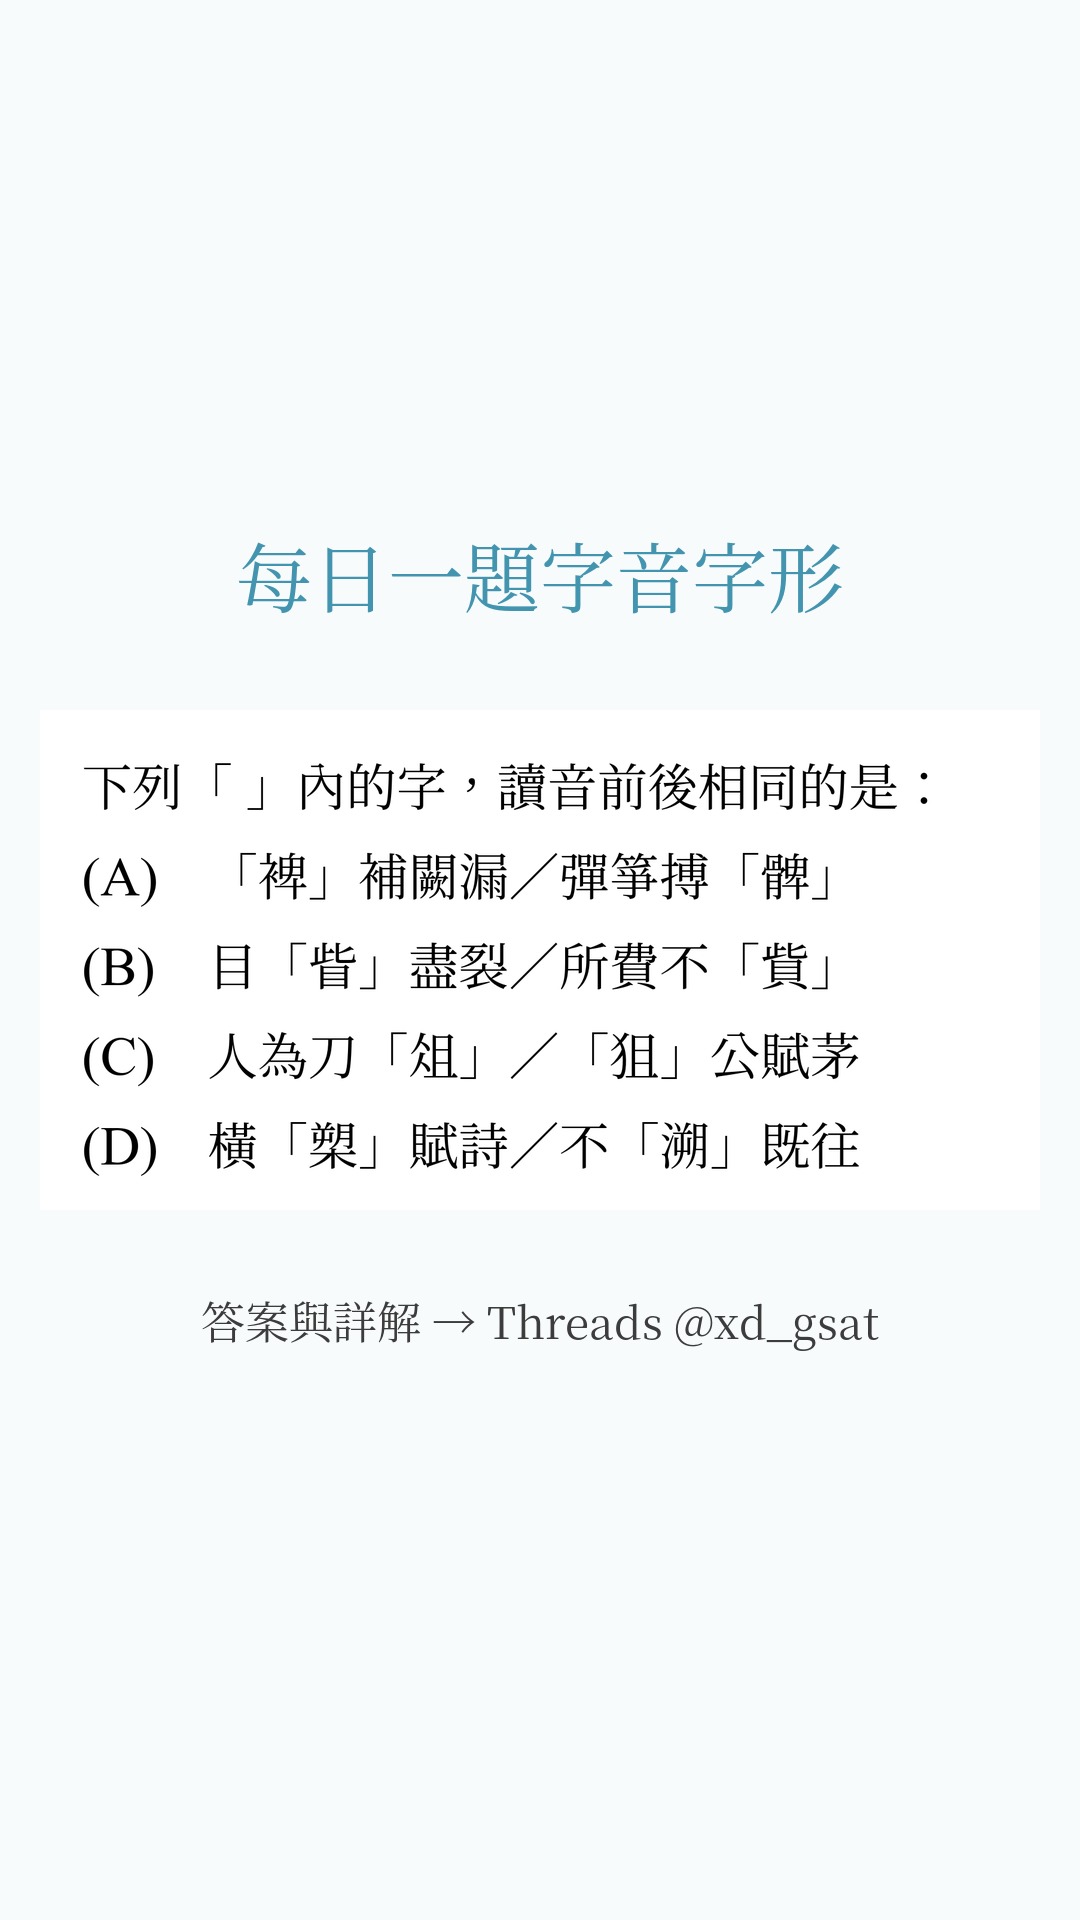 每日一題字音字形
下列「 」內的字，讀音前後相同的是：
(A) 「裨」補闕漏／彈箏搏「髀」
(B) 目「眥」盡裂／所費不「貲」
(C) 人為刀「俎」／「狙」公賦茅
(D) 橫「槊」賦詩／不「溯」既往
答案與詳解 → Threads @xd_gsat